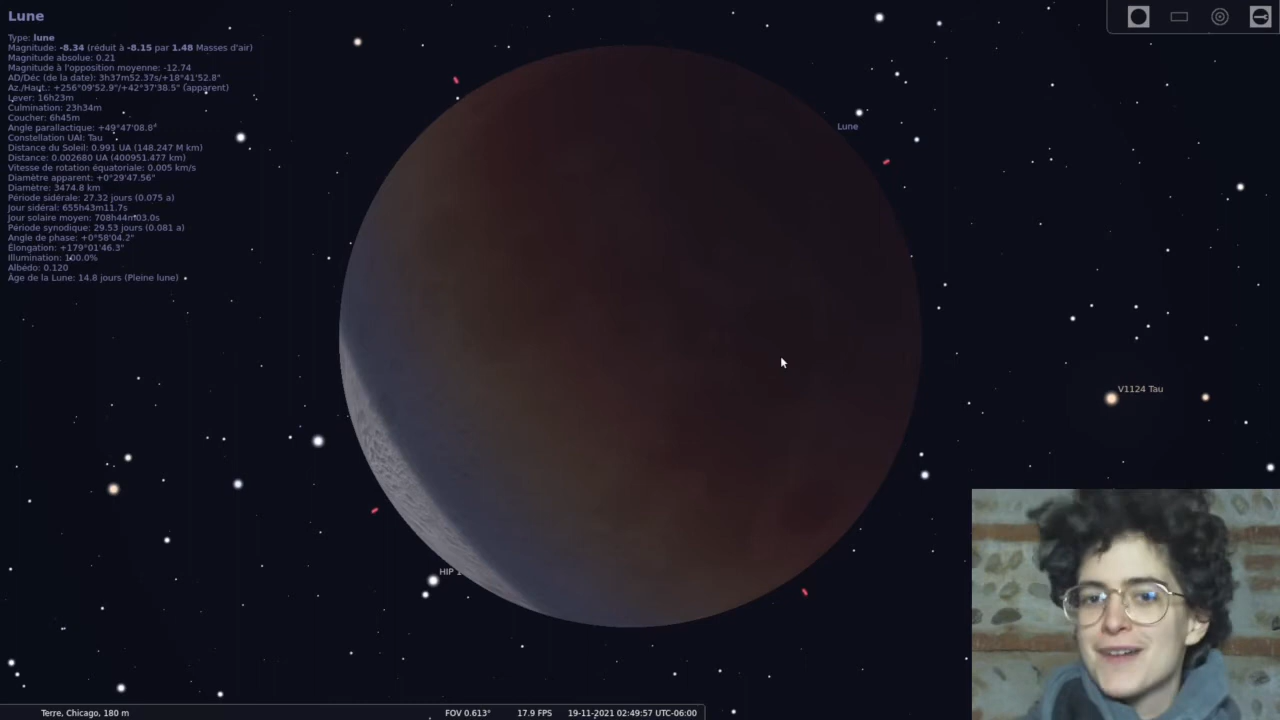 Lune
Type: lune
Magnitude: -8.34 (réduit à -8.15 par 1.48 Masses d'air)
Magnitude absolue: 0.21
Magnitude à l'opposition moyenne: -12.74
AD/Déc (de la date): 3h37m52.37s/+18°41'52.8"
Az./Haut.: +256°09'52.9"/+42°37'38.5" (apparent)
Lever: 16h23m
Culmination: 23h34m
Coucher: 6h45m
Angle parallactique: +49°47'08.8"
Constellation UAI: Tau
Distance du Soleil: 0.991 UA (148.247 M km)
Distance: 0.002680 UA (400951.477 km)
Vitesse de rotation équatoriale: 0.005 km/s
Diamètre apparent: +0°29'47.56"
Diamètre: 3474.8 km
Période sidérale: 27.32 jours (0.075 a)
Jour sidéral: 655h43m11.7s
Jour solaire moyen: 708h44m03.0s
Période synodique: 29.53 jours (0.081 a)
Angle de phase: +0°58'04.2"
Élongation: +179°01'46.3"
Illumination: 100.0%
Albédo: 0.120
Âge de la Lune: 14.8 jours (Pleine lune)
Lune
V1124 Tau
HIP 1
Terre, Chicago, 180 m FOV 0.613° 17.9 FPS 19-11-2021 02:49:57 UTC-06:00